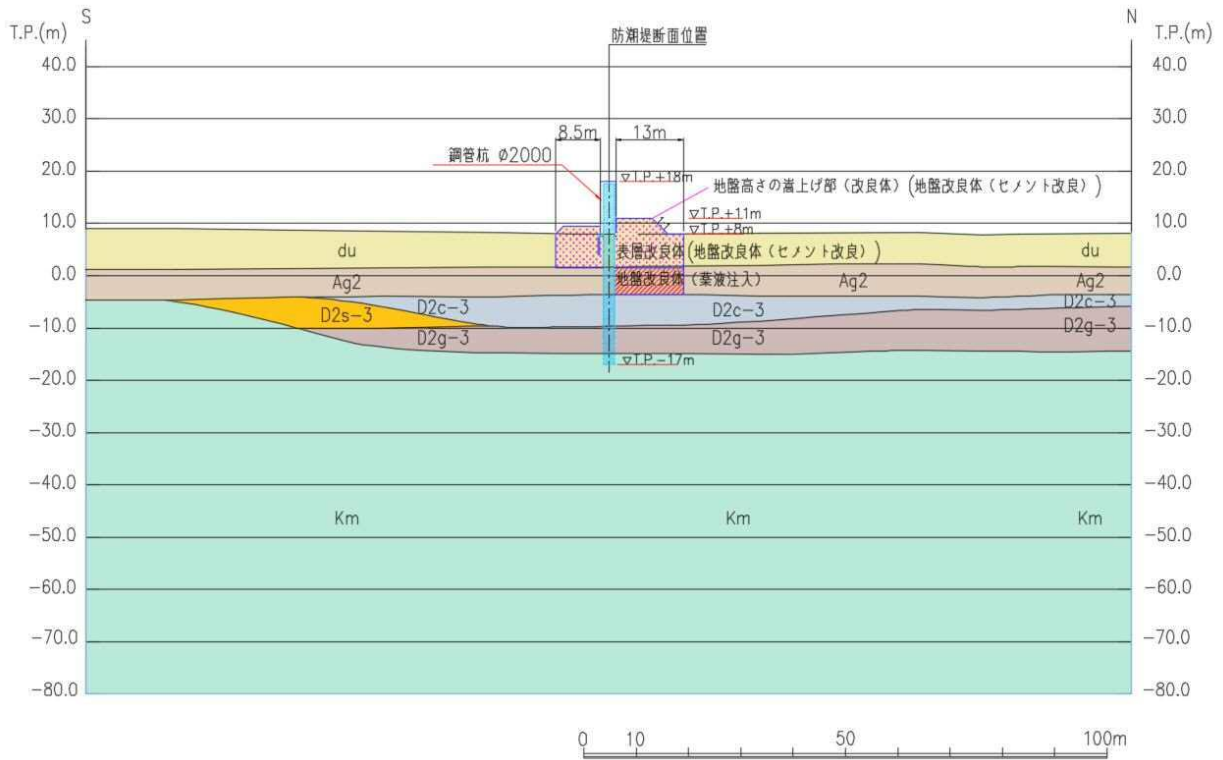 S
N
T.P.(m)
T.P.(m)
防潮堤断面位置
40.0
40.0
30.0
30.0
8.5m
13m
鋼管杭 φ2000
20.0
20.0
▽T.P.+18m
地盤高さの嵩上げ部（改良体）(地盤改良体（セメント改良）)
10.0
▽T.P.+11m
10.0
▽T.P.+8m
du
表層改良体(地盤改良体（セメント改良）)
du
0.0
0.0
Ag2
地盤改良体（薬液注入）
Ag2
Ag2
D2c-3
D2c-3
D2c-3
D2s-3
-10.0
-10.0
D2g-3
D2g-3
D2g-3
▽T.P.-17m
-20.0
-20.0
-30.0
-30.0
-40.0
-40.0
Km
Km
Km
-50.0
-50.0
-60.0
-60.0
-70.0
-70.0
-80.0
-80.0
0
10
50
100m